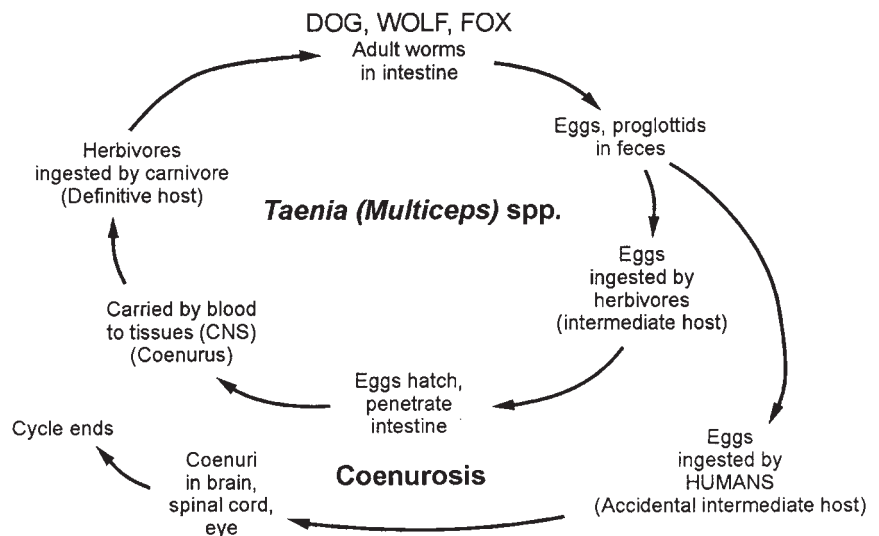 DOG, WOLF, FOX
Adult worms
in intestine
Eggs, proglottids
in feces
Herbivores
ingested by carnivore
(Definitive host)
Taenia (Multiceps) spp.
Eggs
ingested by
herbivores
(intermediate host)
Carried by blood
to tissues (CNS)
(Coenurus)
Eggs hatch,
penetrate
intestine
Cycle ends
Coenuri
in brain,
spinal cord,
eye
Coenurosis
Eggs
ingested by
HUMANS
(Accidental intermediate host)